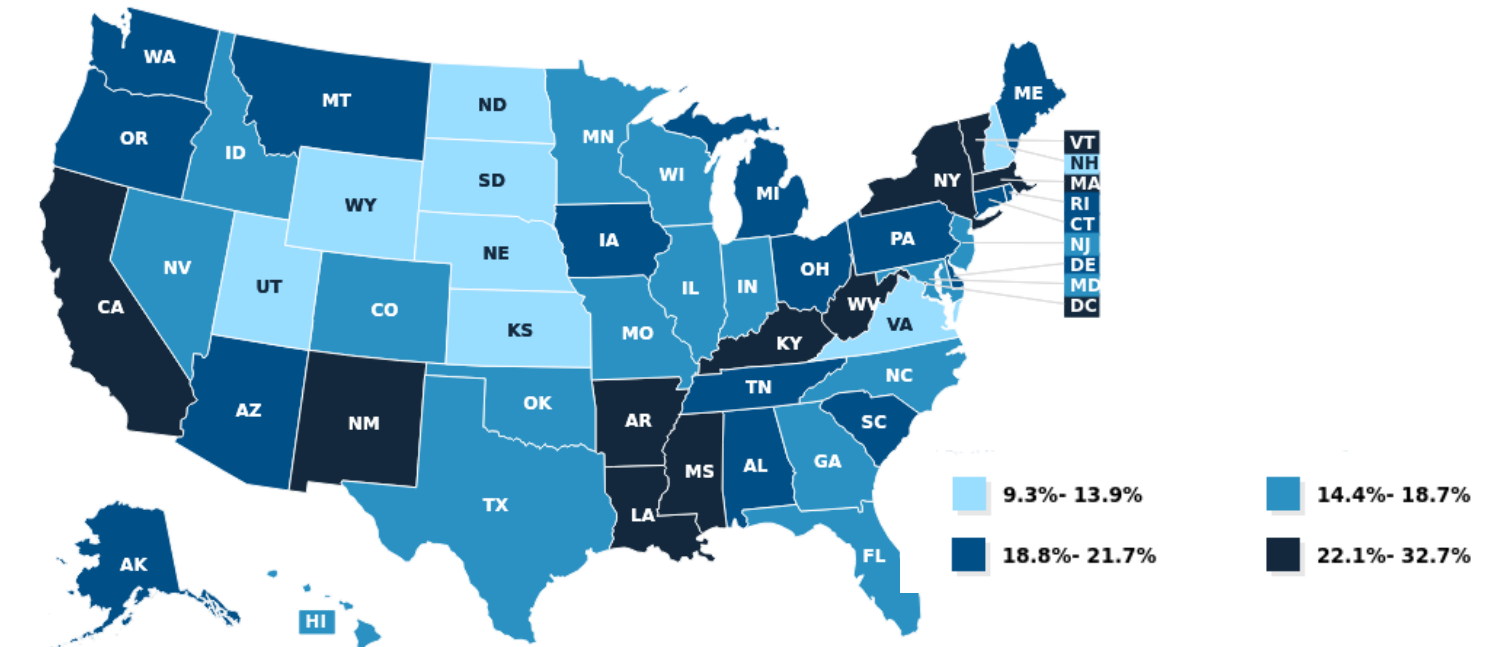 WA
MT
ND
MN
ME
OR
ID
VT
NH
SD
WI
NY
MA
MI
RI
WY
CT
IA
PA
NJ
NE
DE
NV
OH
MD
UT
IL
IN
CA
CO
WV
DC
KS
MO
KY
VA
TN
NC
AZ
NM
OK
AR
SC
MS
AL
GA
TX
LA
9.3%- 13.9%
14.4%- 18.7%
AK
FL
18.8%- 21.7%
22.1%- 32.7%
HI